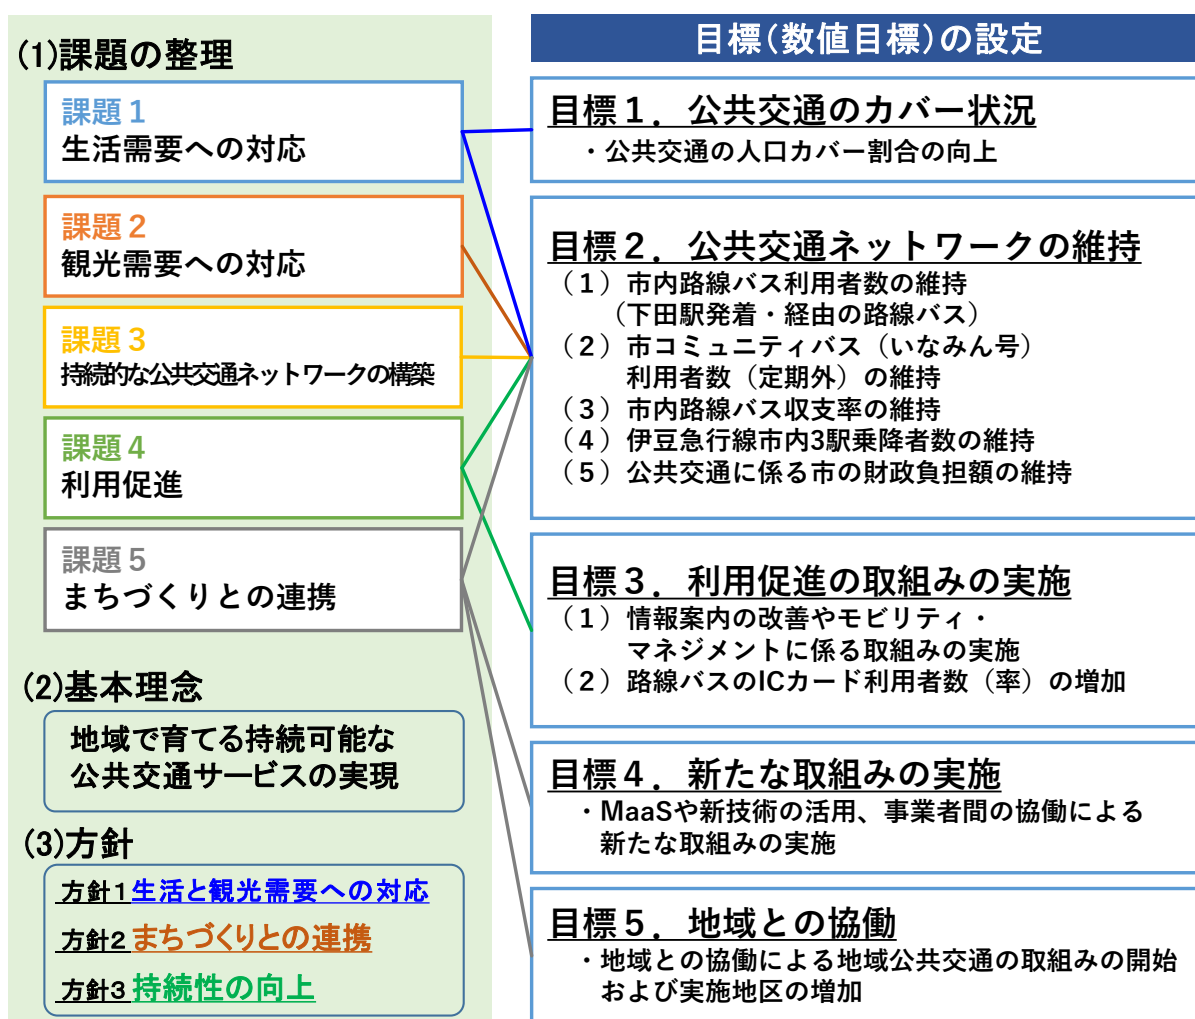 (1)課題の整理
課題１
生活需要への対応
課題２
観光需要への対応
課題３
持続的な公共交通ネットワークの構築
課題４
利用促進
課題５
まちづくりとの連携
(2)基本理念
地域で育てる持続可能な
公共交通サービスの実現
(3)方針
方針1生活と観光需要への対応
方針2まちづくりとの連携
方針3持続性の向上
目標(数値目標)の設定
目標１．公共交通のカバー状況
・公共交通の人口カバー割合の向上
目標２．公共交通ネットワークの維持
（１）市内路線バス利用者数の維持
（下田駅発着・経由の路線バス）
（２）市コミュニティバス（いなみん号）
利用者数（定期外）の維持
（３）市内路線バス収支率の維持
（４）伊豆急行線市内3駅乗降者数の維持
（５）公共交通に係る市の財政負担額の維持
目標３．利用促進の取組みの実施
（１）情報案内の改善やモビリティ・
マネジメントに係る取組みの実施
（２）路線バスのICカード利用者数（率）の増加
目標４．新たな取組みの実施
・MaaSや新技術の活用、事業者間の協働による
新たな取組みの実施
目標５．地域との協働
・地域との協働による地域公共交通の取組みの開始
および実施地区の増加